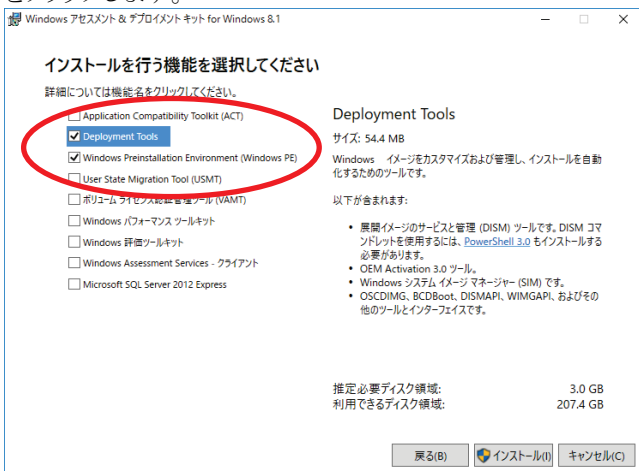 Windows アセスメント & デプロイメント キット for Windows 8.1
インストールを行う機能を選択してください
詳細については機能名をクリックしてください。
Application Compatibility Toolkit (ACT)
Deployment Tools
Windows Preinstallation Environment (Windows PE)
User State Migration Tool (USMT)
ボリューム ライセンス認証管理ツール (VAMT)
Windows パフォーマンス ツールキット
Windows 評価ツールキット
Windows Assessment Services - クライアント
Microsoft SQL Server 2012 Express
Deployment Tools
サイズ: 54.4 MB
Windows イメージをカスタマイズおよび管理し、インストールを自動
化するためのツールです。
以下が含まれます:
• 展開イメージのサービスと管理 (DISM) ツールです。DISM コマ
ンドレットを使用するには、PowerShell 3.0 もインストールする
必要があります。
• OEM Activation 3.0 ツール。
• Windows システム イメージ マネージャー (SIM) です。
• OSCDIMG、BCDBoot、DISMAPI、WIMGAPI、およびその
他のツールとインターフェイスです。
推定必要ディスク領域: 3.0 GB
利用できるディスク領域: 207.4 GB
戻る(B) インストール(I) キャンセル(C)